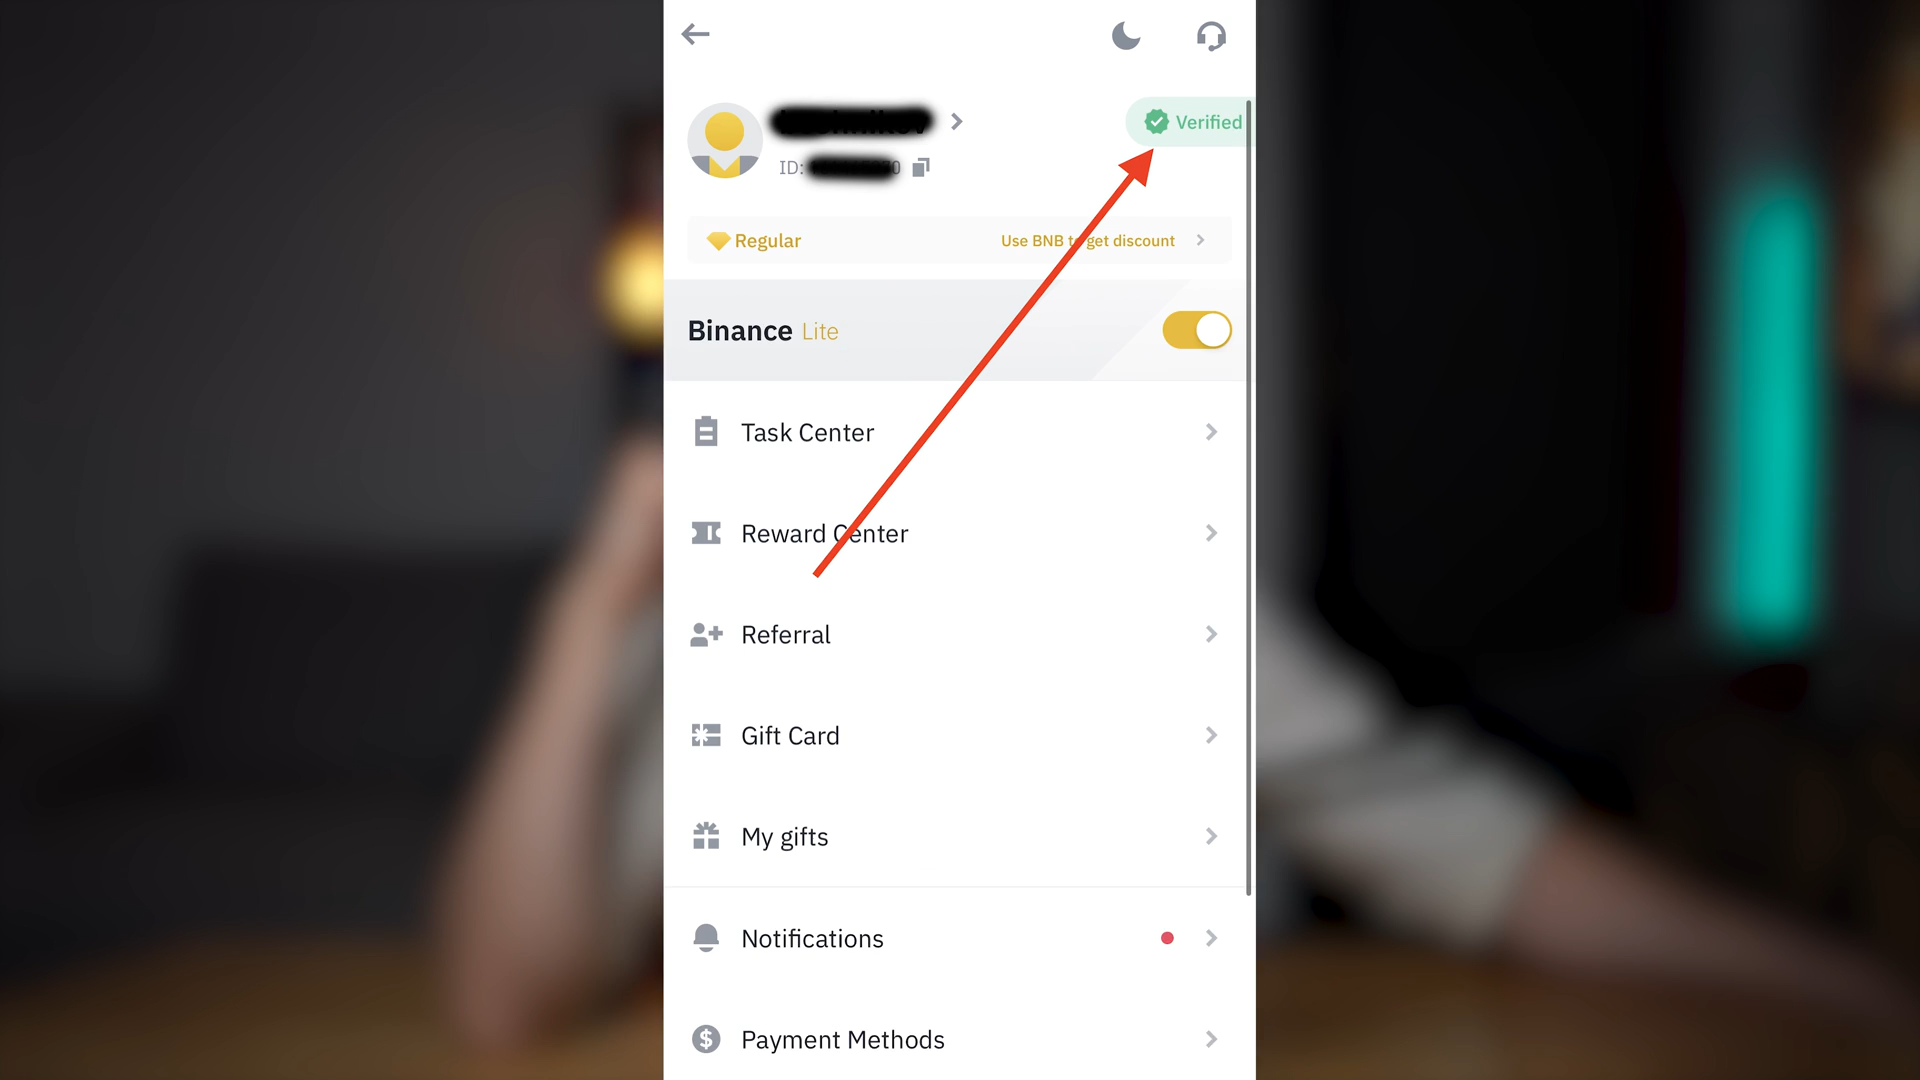 Verified
ID:
Regular
Use BNB to get discount
Binance Lite
Task Center
Reward Center
Referral
Gift Card
My gifts
Notifications
Payment Methods